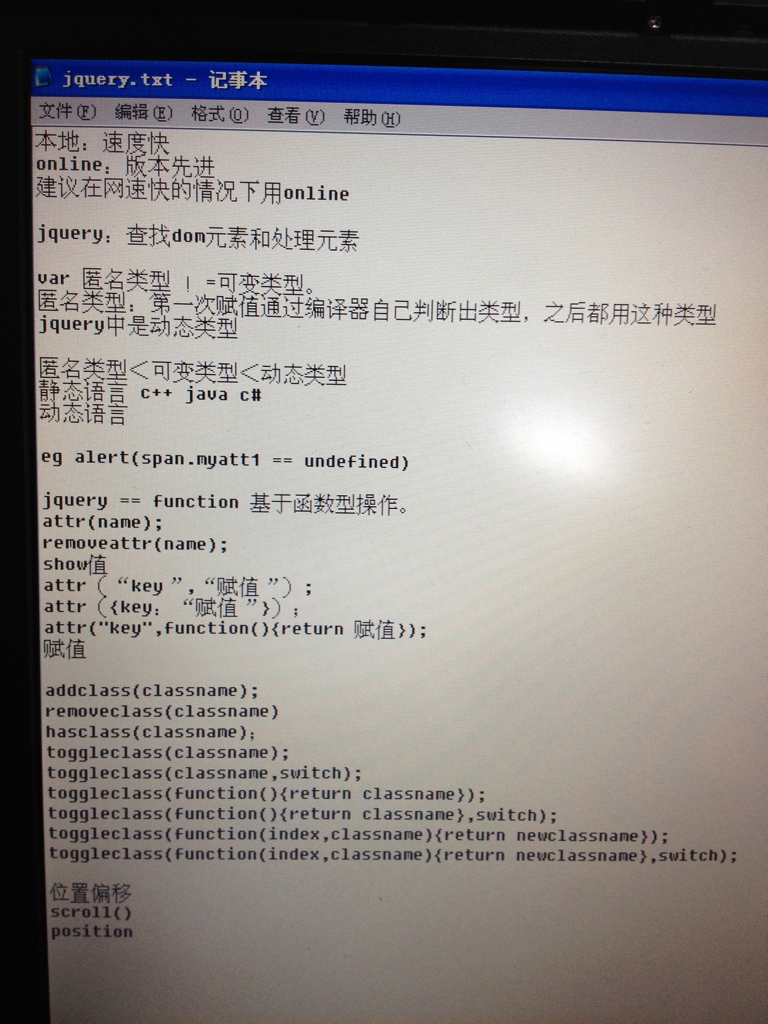 jquery.txt - 记事本
文件(F) 编辑(E) 格式(O) 查看(V) 帮助(H)
本地：速度快
online：版本先进
建议在网速快的情况下用online
jquery：查找dom元素和处理元素
var 匿名类型 ！=可变类型。
匿名类型：第一次赋值通过编译器自己判断出类型，之后都用这种类型
jquery中是动态类型
匿名类型＜可变类型＜动态类型
静态语言 c++ java c#
动态语言
eg alert(span.myatt1 == undefined)
jquery == function 基于函数型操作。
attr(name);
removeattr(name);
show值
attr（“key ”,“赋值 ”）;
attr（{key： “赋值 ”}）;
attr("key",function(){return 赋值});
赋值
addclass(classname);
removeclass(classname)
hasclass(classname);
toggleclass(classname);
toggleclass(classname,switch);
toggleclass(function(){return classname});
toggleclass(function(){return classname},switch);
toggleclass(function(index,classname){return newclassname});
toggleclass(function(index,classname){return newclassname},switch);
位置偏移
scroll()
position